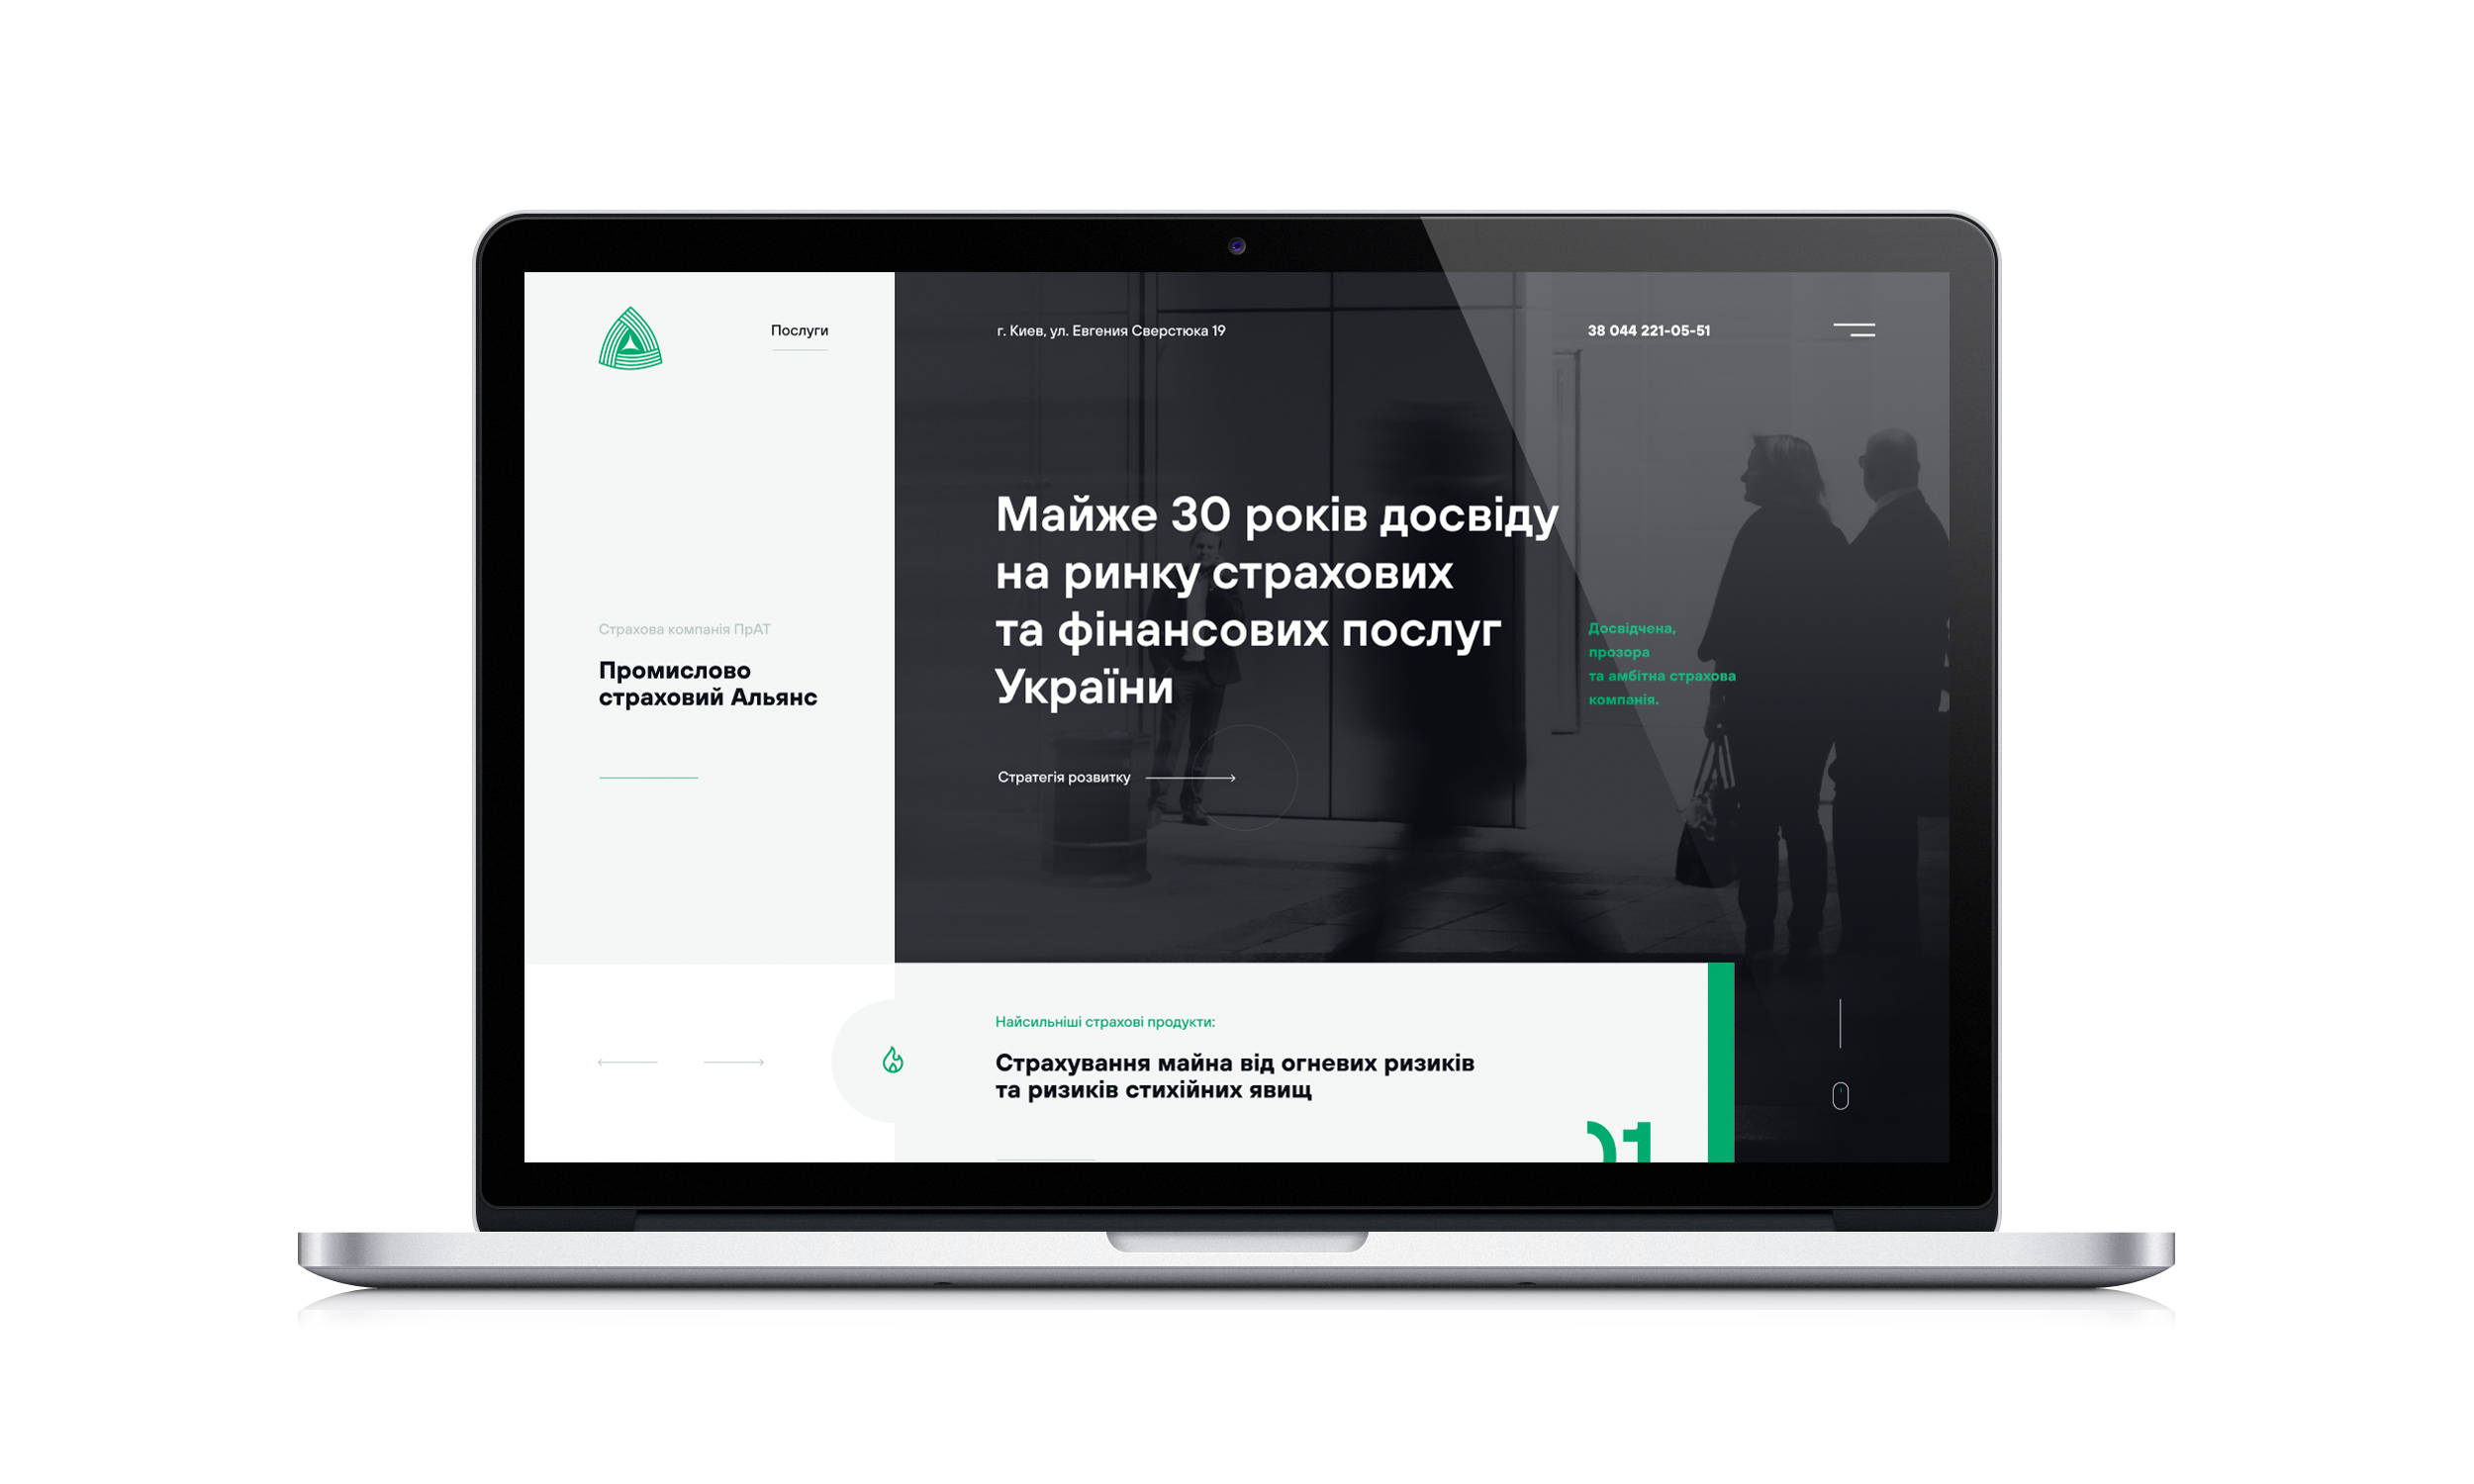 Послуги
г. Киев, ул. Евгения Сверстюка 19
38 044 221-05-51
Страхова компанія ПрАТ
Промислово
страховий Альянс
Майже 30 років досвіду
на ринку страхових
та фінансових послуг
України
Стратегія розвитку
Досвідчена,
прозора
та амбітна страхова
компанія.
Найсильніші страхові продукти:
Страхування майна від огневих ризиків
та ризиків стихійних явищ
01